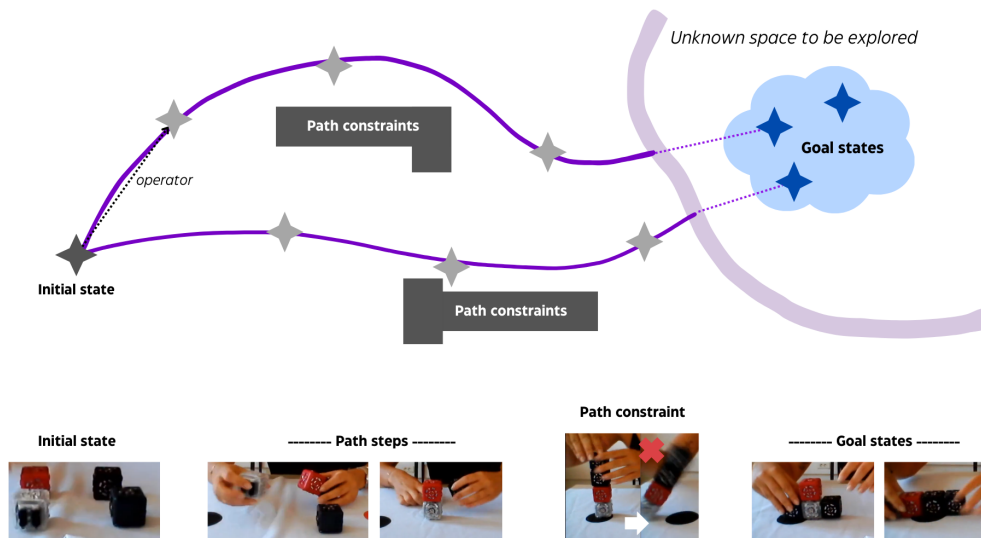 Unknown space to be explored
Path constraints
Goal states
operator
Initial state
Path constraints
Path constraint
Initial state
-------- Path steps --------
-------- Goal states --------